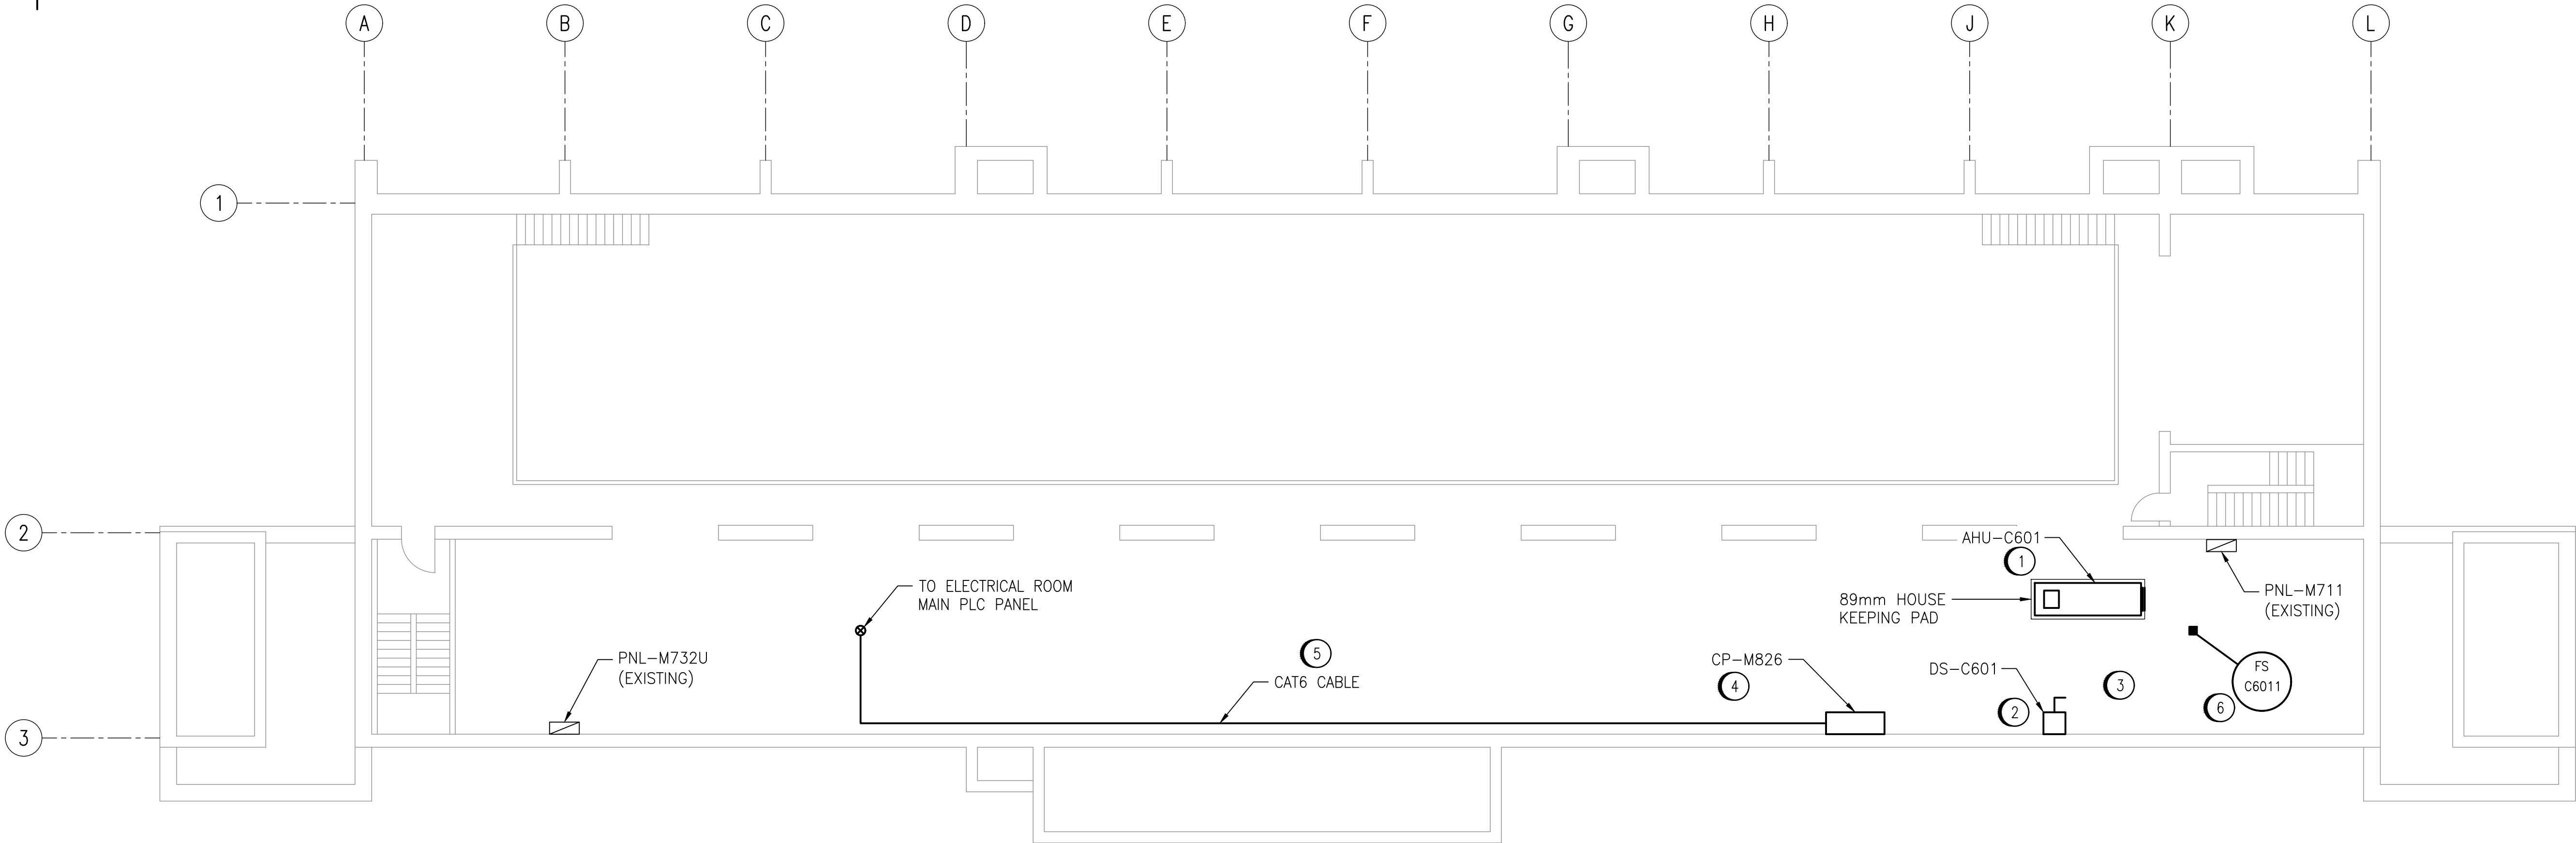 A
B
C
D
E
F
G
H
J
K
L
1
2
3
AHU-C601
1
89mm HOUSE
KEEPING PAD
PNL-M711
(EXISTING)
TO ELECTRICAL ROOM
MAIN PLC PANEL
PNL-M732U
(EXISTING)
5
CAT6 CABLE
CP-M826
4
DS-C601
2
3
FS
C6011
6